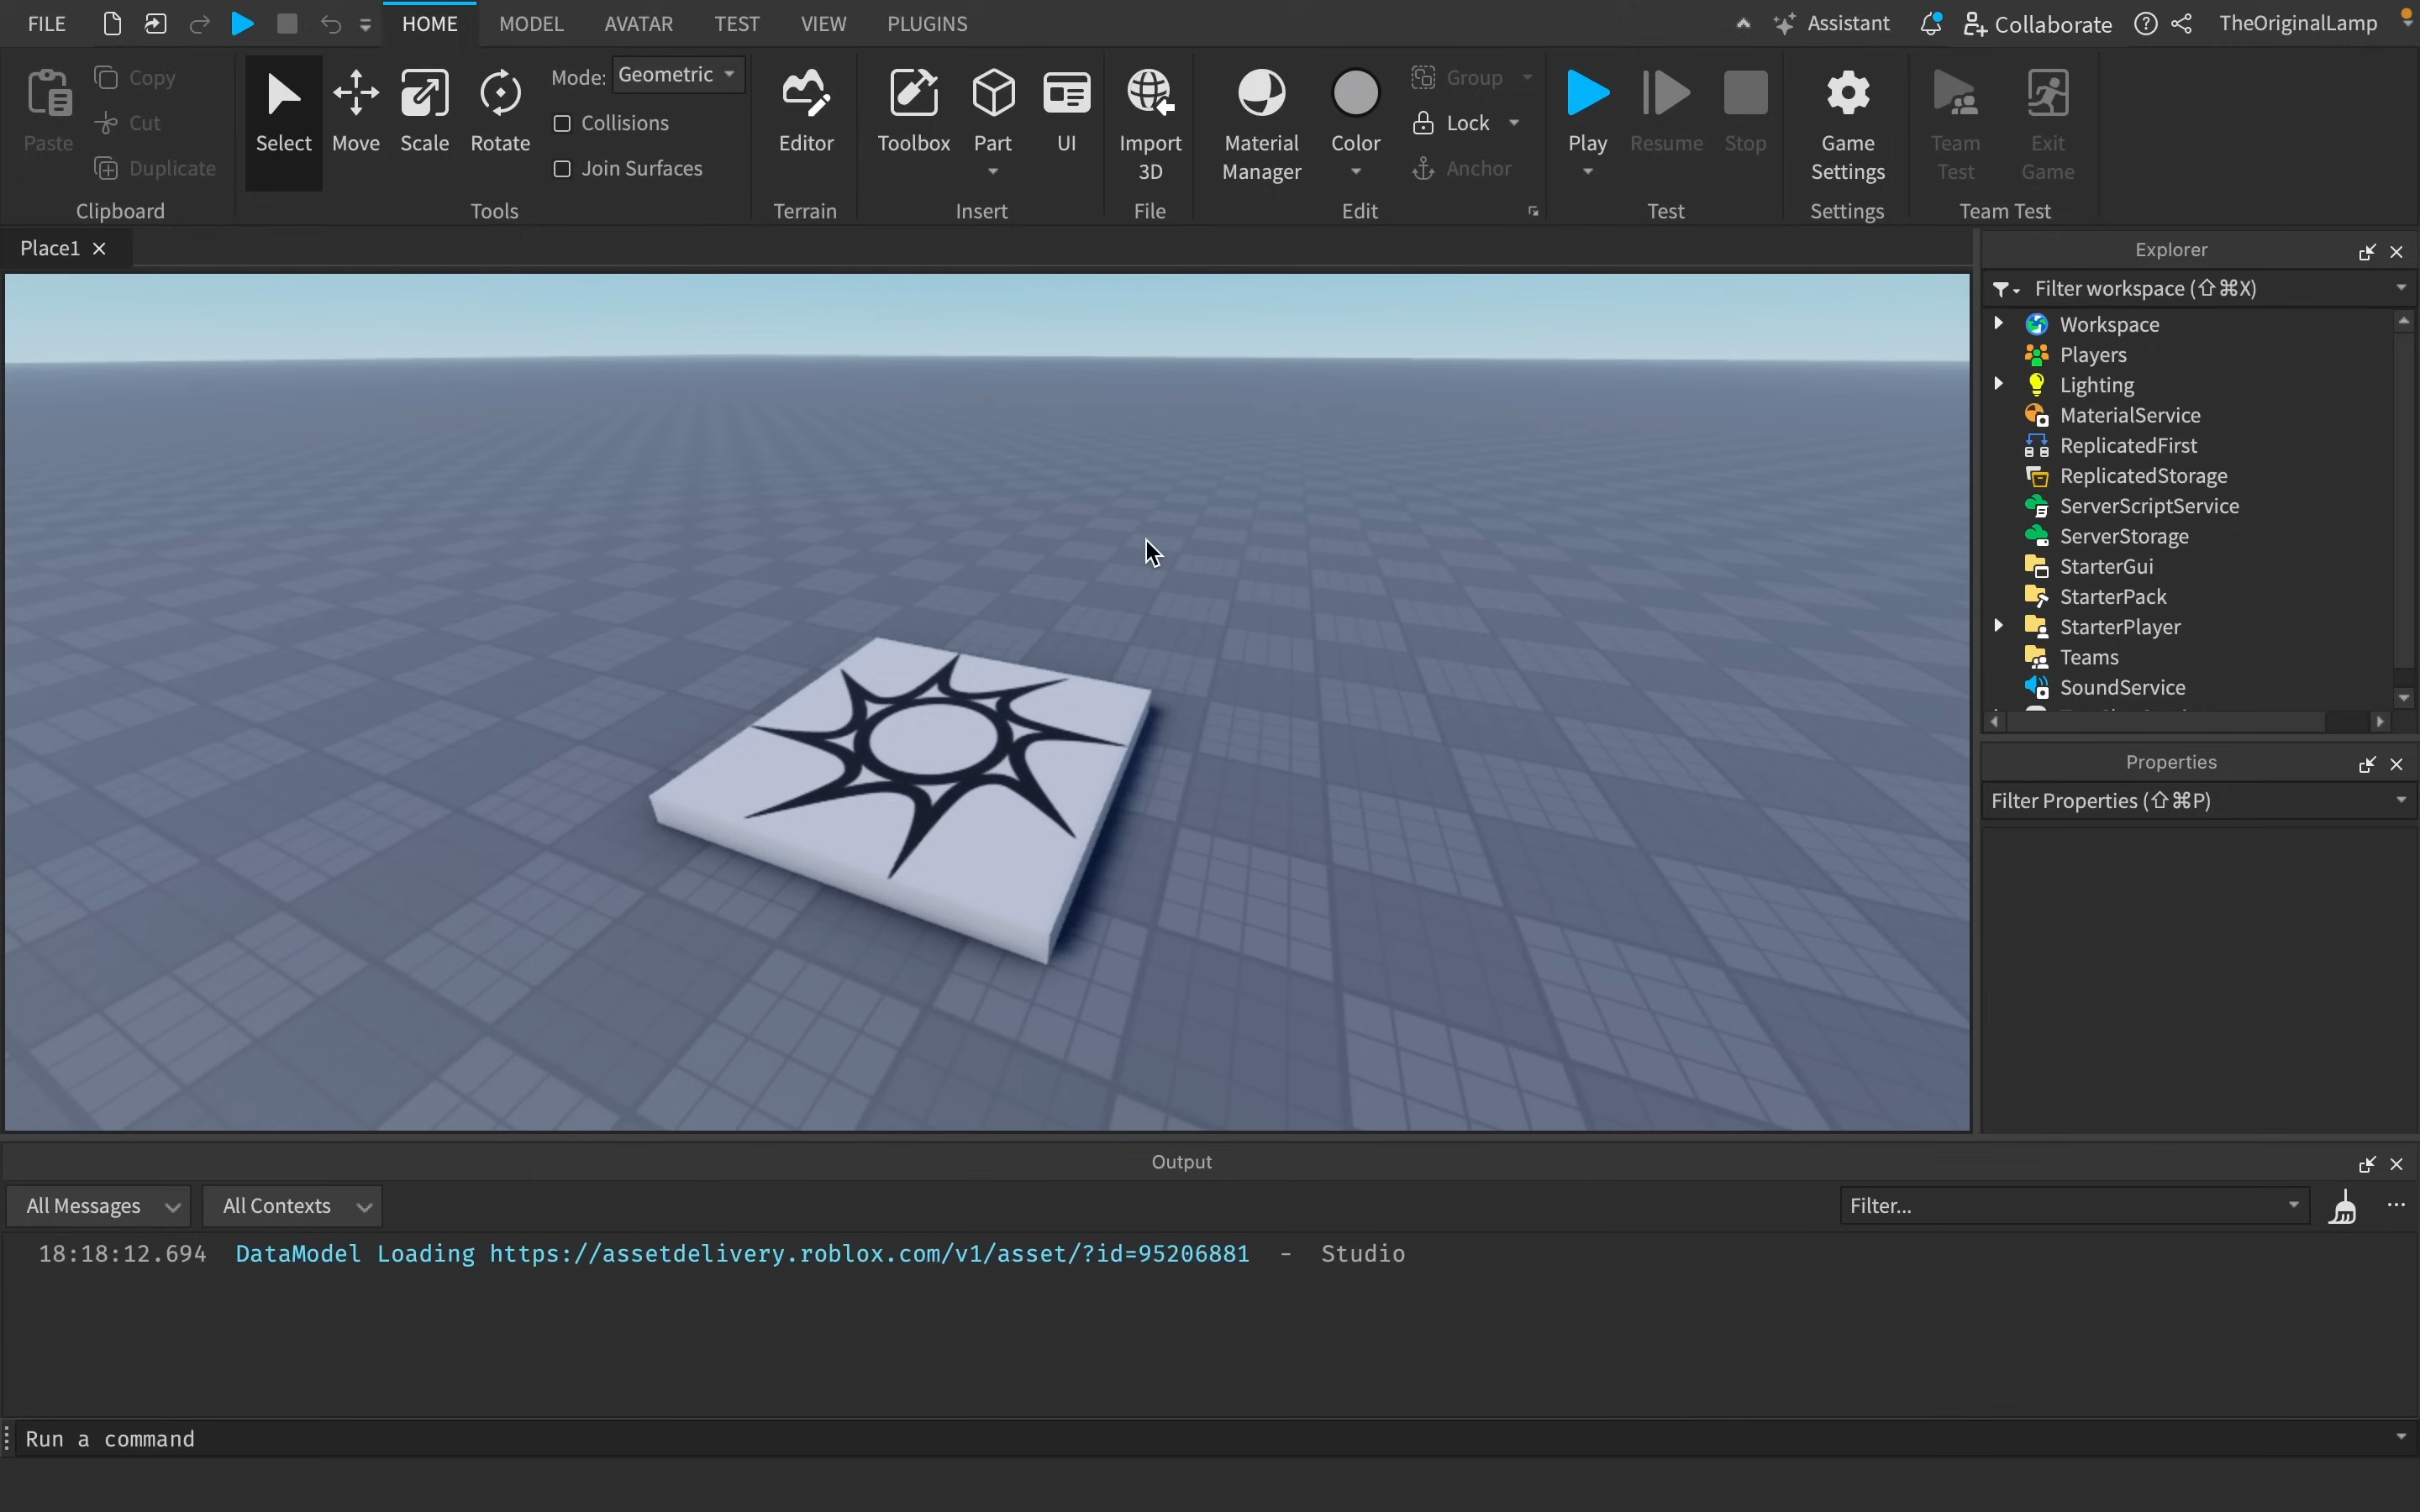 FILE
HOME
MODEL
AVATAR
TEST
VIEW
PLUGINS
Assistant
Collaborate
TheOriginalLamp
Paste
Copy
Cut
Duplicate
Clipboard
Select
Move
Scale
Rotate
Mode: Geometric
Collisions
Join Surfaces
Tools
Editor
Terrain
Toolbox
Part
UI
Insert
Import
3D
File
Material
Manager
Color
Group
Lock
Anchor
Edit
Play
Resume
Stop
Test
Game
Settings
Settings
Team
Test
Exit
Game
Team Test
Place1
Explorer
Filter workspace (⇧⌘X)
Workspace
Players
Lighting
MaterialService
ReplicatedFirst
ReplicatedStorage
ServerScriptService
ServerStorage
StarterGui
StarterPack
StarterPlayer
Teams
SoundService
Properties
Filter Properties (⇧⌘P)
Output
All Messages
All Contexts
Filter...
18:18:12.694 DataModel Loading https://assetdelivery.roblox.com/v1/asset/?id=95206881 - Studio
Run a command